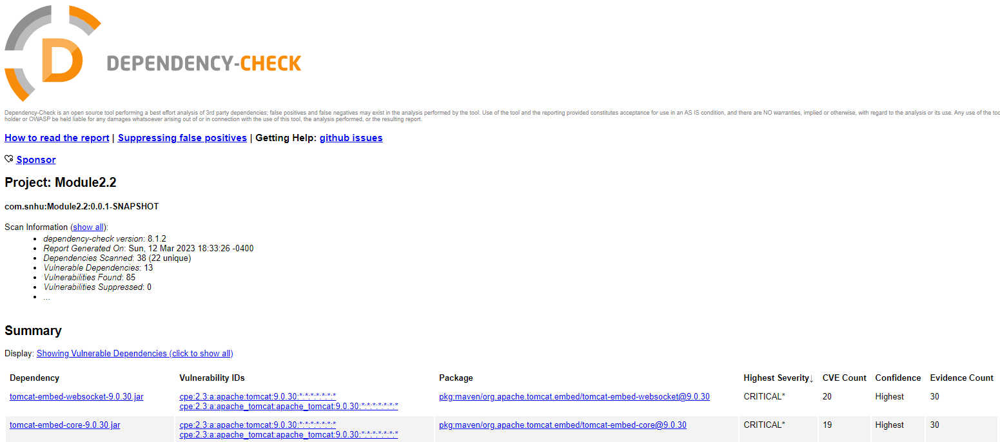 D
DEPENDENCY-CHECK
Dependency-Check is an open source tool performing a best effort analysis of 3rd party dependencies; false positives and false negatives may exist in the analysis performed by the tool. Use of the tool and the reporting provided constitutes acceptance for use in an AS IS condition, and there are NO warranties, implied or otherwise, with regard to the analysis or its use. Any use of the
holder or OWASP be held liable for any damages whatsoever arising out of or in connection with the use of this tool, the analysis performed, or the resulting report.
How to read the report | Suppressing false positives | Getting Help: github issues
Sponsor
Project: Module2.2
com.snhu:Module2.2:0.0.1-SNAPSHOT
Scan Information (show all):
• dependency-check version: 8.1.2
• Report Generated On: Sun, 12 Mar 2023 18:33:26 -0400
• Dependencies Scanned: 38 (22 unique)
• Vulnerable Dependencies: 13
• Vulnerabilities Found: 85
• Vulnerabilities Suppressed: 0
• ...
Summary
Display: Showing Vulnerable Dependencies (click to show all)
Dependency Vulnerability IDs Package Highest Severity↓ CVE Count Confidence Evidence Count
tomcat-embed-websocket-9.0.30.jar cpe:2.3:a:apache:tomcat:9.0.30:*:*:*:*:*:*:* pkg:maven/org.apache.tomcat.embed/tomcat-embed-websocket@9.0.30 CRITICAL* 20 Highest 30
cpe:2.3:a:apache_tomcat:apache_tomcat:9.0.30:*:*:*:*:*:*:*
tomcat-embed-core-9.0.30.jar cpe:2.3:a:apache:tomcat:9.0.30:*:*:*:*:*:*:* pkg:maven/org.apache.tomcat.embed/tomcat-embed-core@9.0.30 CRITICAL* 19 Highest 30
cpe:2.3:a:apache_tomcat:apache_tomcat:9.0.30:*:*:*:*:*:*:*